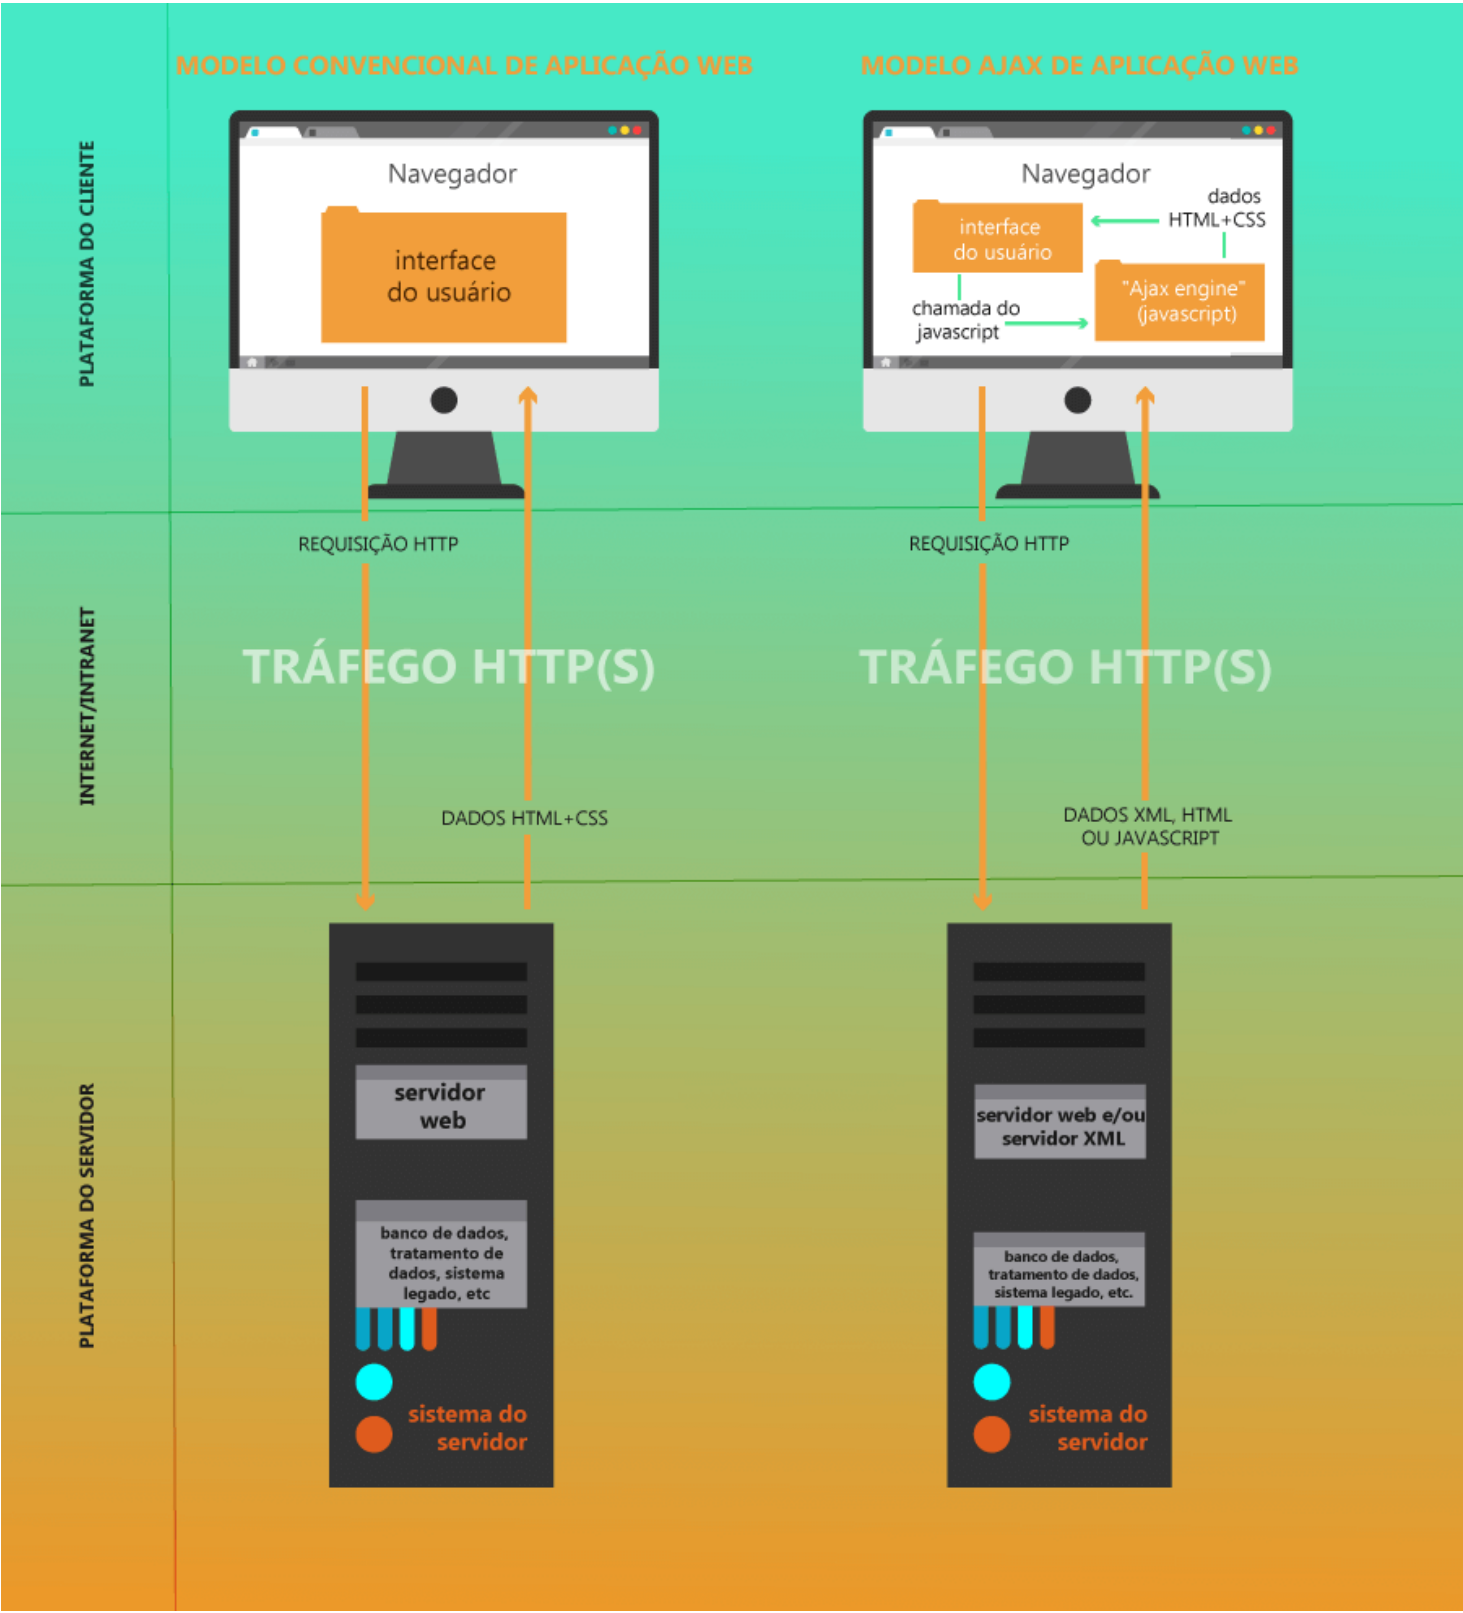 MODELO CONVENCIONAL DE APLICAÇÃO WEB
MODELO AJAX DE APLICAÇÃO WEB
PLATAFORMA DO CLIENTE
Navegador
interface
do usuário
Navegador
dados
HTML+CSS
interface
do usuário
"Ajax engine"
(javascript)
chamada do
javascript
INTERNET/INTRANET
REQUISIÇÃO HTTP
TRÁFEGO HTTP(S)
DADOS HTML+CSS
REQUISIÇÃO HTTP
TRÁFEGO HTTP(S)
DADOS XML, HTML
OU JAVASCRIPT
PLATAFORMA DO SERVIDOR
servidor
web
banco de dados,
tratamento de
dados, sistema
legado, etc
sistema do
servidor
servidor web e/ou
servidor XML
banco de dados,
tratamento de dados,
sistema legado, etc.
sistema do
servidor